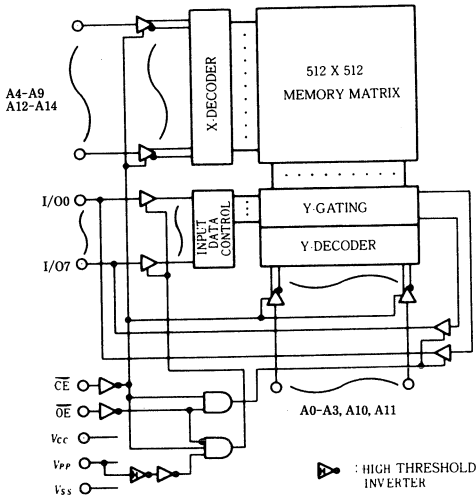 A4-A9
A12-A14
X-DECODER
512 X 512
MEMORY MATRIX
I/O0
I/O7
INPUT
DATA
CONTROL
Y-GATING
Y-DECODER
CE
OE
Vcc
VPP
Vss
A0-A3, A10, A11
H
: HIGH THRESHOLD
INVERTER
H